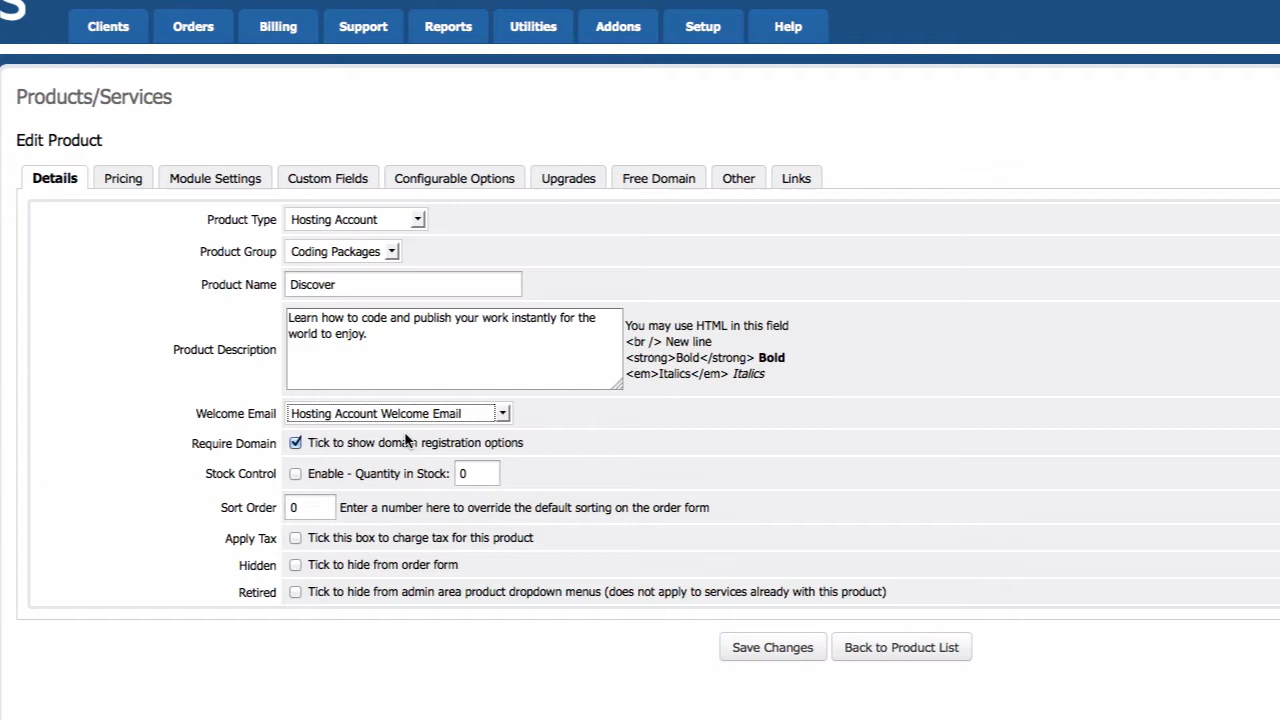 S
Clients Orders Billing Support Reports Utilities Addons Setup Help
Products/Services
Edit Product
Details Pricing Module Settings Custom Fields Configurable Options Upgrades Free Domain Other Links
Product Type Hosting Account
Product Group Coding Packages
Product Name Discover
Learn how to code and publish your work instantly for the
world to enjoy.
Product Description
You may use HTML in this field
<br /> New line
<strong>Bold</strong> Bold
<em>Italics</em> Italics
Welcome Email Hosting Account Welcome Email
Require Domain Tick to show domain registration options
Stock Control Enable - Quantity in Stock: 0
Sort Order 0 Enter a number here to override the default sorting on the order form
Apply Tax Tick this box to charge tax for this product
Hidden Tick to hide from order form
Retired Tick to hide from admin area product dropdown menus (does not apply to services already with this product)
Save Changes Back to Product List